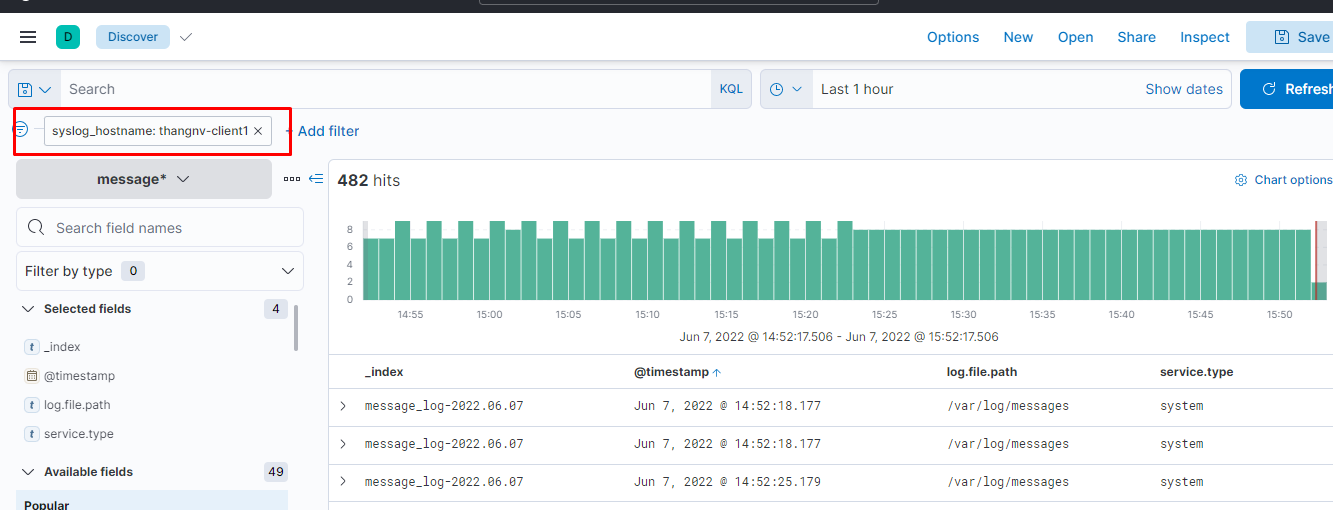 D Discover Options New Open Share Inspect Save
Search KQL Last 1 hour Show dates Refresh
syslog_hostname: thangnv-client1 × + Add filter
message*
482 hits Chart options
Search field names
Filter by type 0
Selected fields 4
t _index
@timestamp
t log.file.path
t service.type
Available fields 49
Popular
8
6
4
2
0
14:55 15:00 15:05 15:10 15:15 15:20 15:25 15:30 15:35 15:40 15:45 15:50
Jun 7, 2022 @ 14:52:17.506 - Jun 7, 2022 @ 15:52:17.506
_index @timestamp ↑ log.file.path service.type
message_log-2022.06.07 Jun 7, 2022 @ 14:52:18.177 /var/log/messages system
message_log-2022.06.07 Jun 7, 2022 @ 14:52:18.177 /var/log/messages system
message_log-2022.06.07 Jun 7, 2022 @ 14:52:25.179 /var/log/messages system